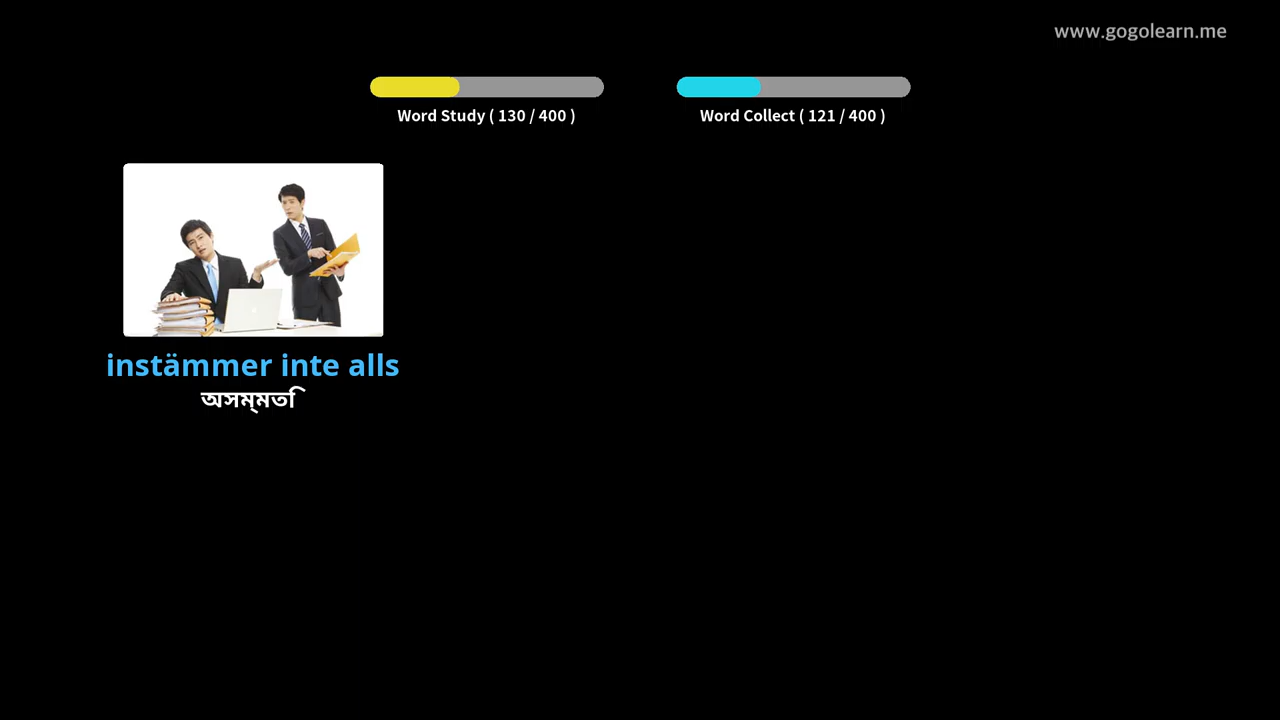 www.gogolearn.me
Word Study ( 130 / 400 )
Word Collect ( 121 / 400 )
instämmer inte alls
অসম্মতি